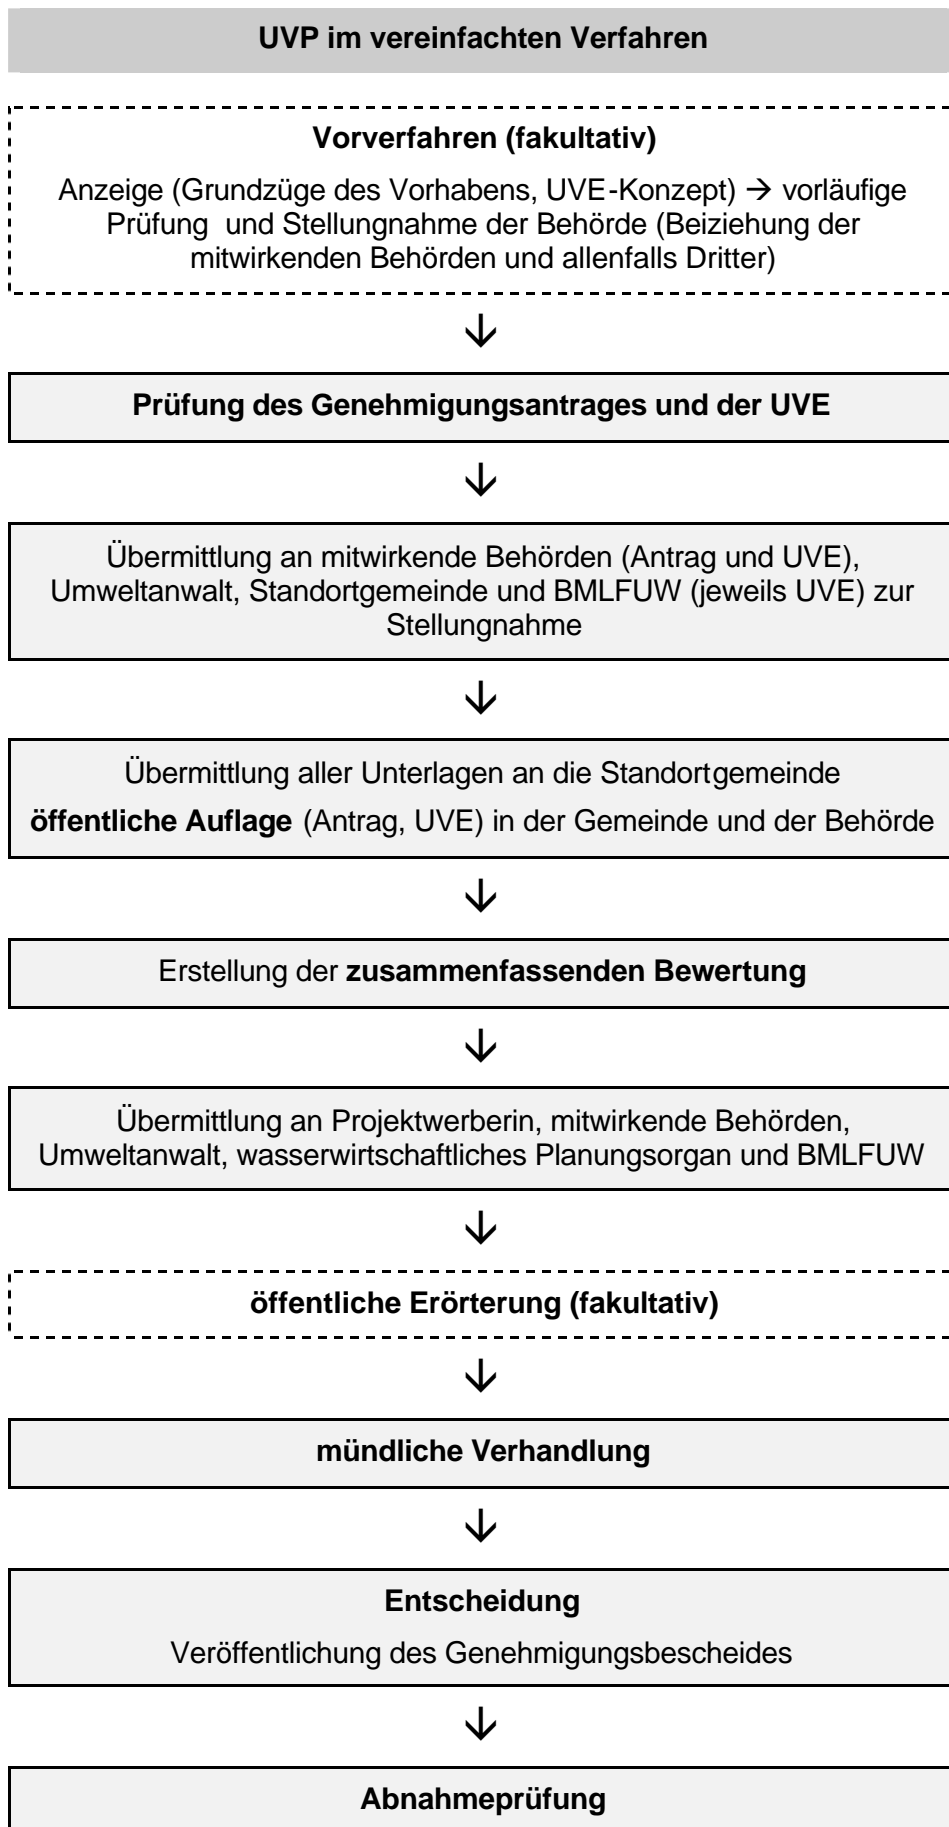 UVP im vereinfachten Verfahren
Vorverfahren (fakultativ)
Anzeige (Grundzüge des Vorhabens, UVE-Konzept) → vorläufige
Prüfung und Stellungnahme der Behörde (Beiziehung der
mitwirkenden Behörden und allenfalls Dritter)
Prüfung des Genehmigungsantrages und der UVE
Übermittlung an mitwirkende Behörden (Antrag und UVE),
Umweltanwalt, Standortgemeinde und BMLFUW (jeweils UVE) zur
Stellungnahme
Übermittlung aller Unterlagen an die Standortgemeinde
öffentliche Auflage (Antrag, UVE) in der Gemeinde und der Behörde
Erstellung der zusammenfassenden Bewertung
Übermittlung an Projektwerberin, mitwirkende Behörden,
Umweltanwalt, wasserwirtschaftliches Planungsorgan und BMLFUW
öffentliche Erörterung (fakultativ)
mündliche Verhandlung
Entscheidung
Veröffentlichung des Genehmigungsbescheides
Abnahmeprüfung